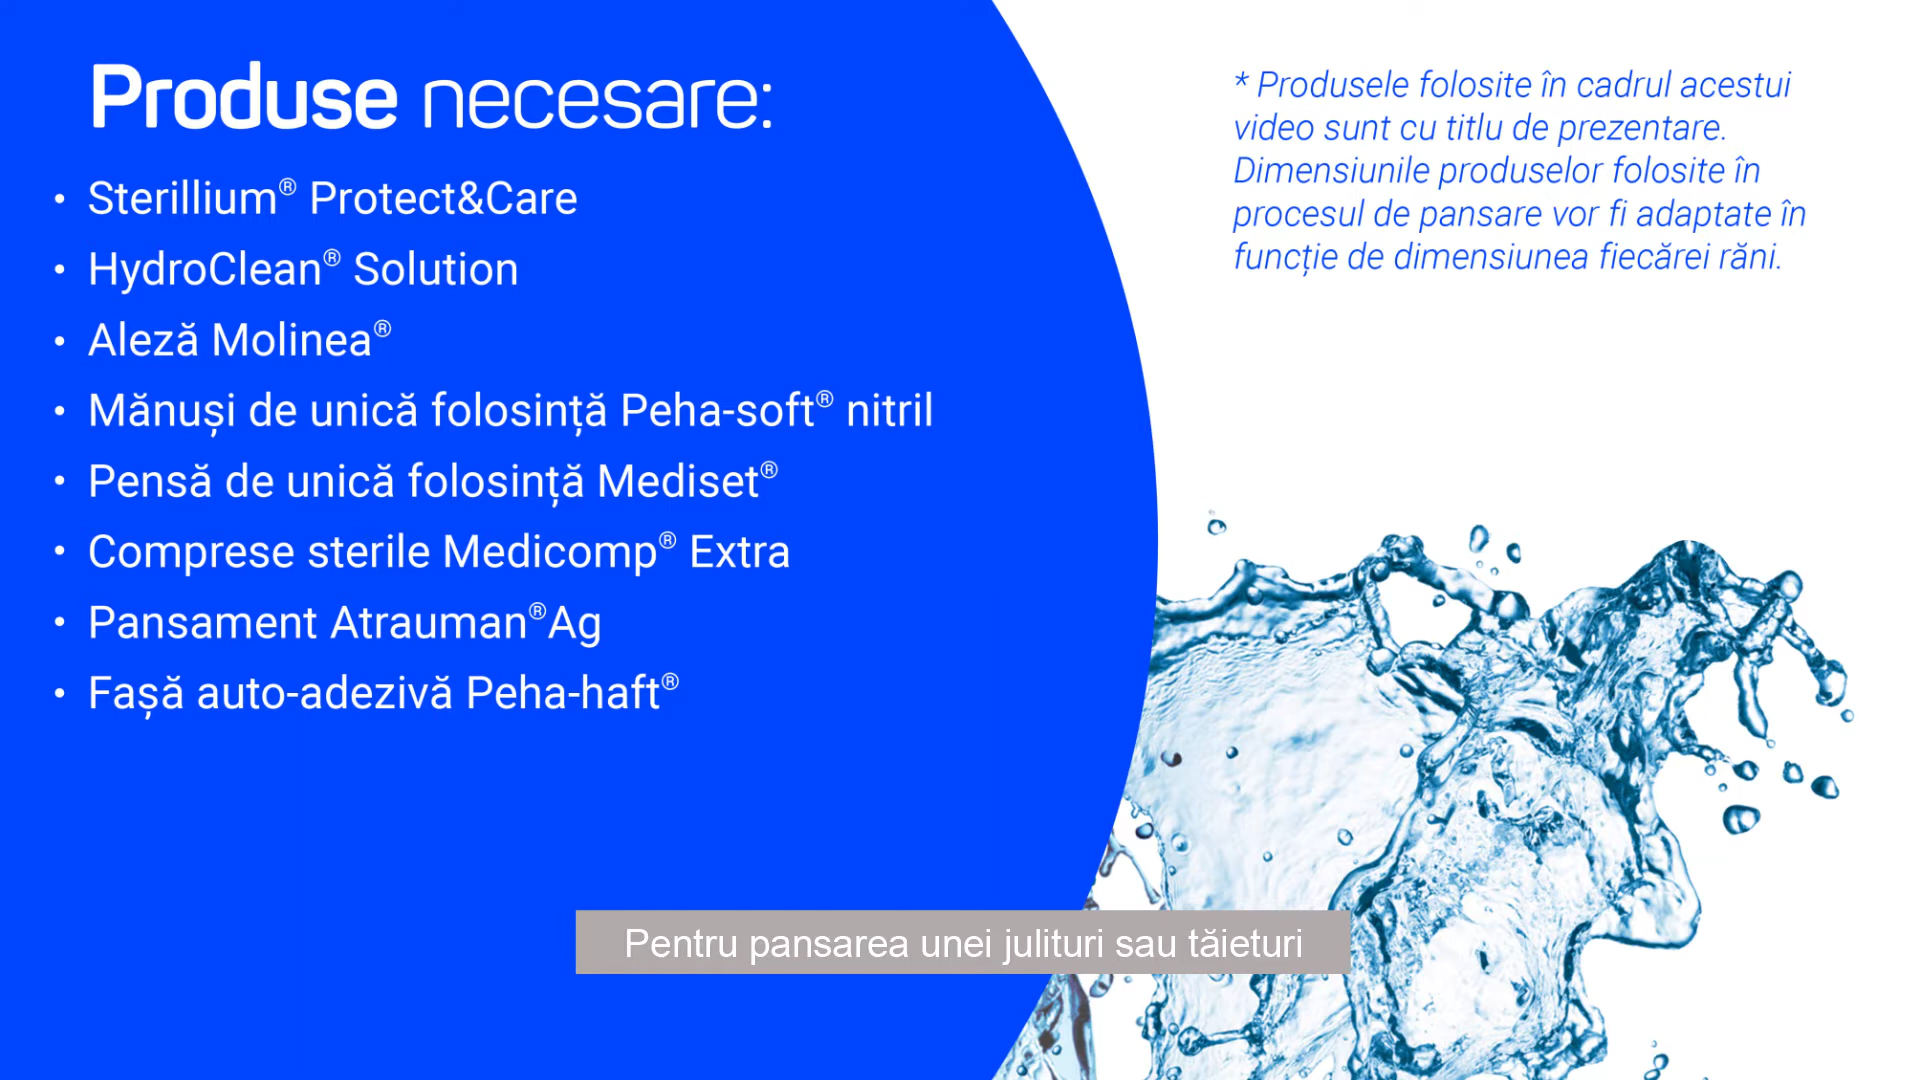 Produse necesare:
• Sterillium® Protect&Care
• HydroClean® Solution
• Aleză Molinea®
• Mănuși de unică folosință Peha-soft® nitril
• Pensă de unică folosință Mediset®
• Comprese sterile Medicomp® Extra
• Pansament Atrauman®Ag
• Fașă auto-adezivă Peha-haft®
* Produsele folosite în cadrul acestui
video sunt cu titlu de prezentare.
Dimensiunile produselor folosite în
procesul de pansare vor fi adaptate în
funcție de dimensiunea fiecărei răni.
Pentru pansarea unei julituri sau tăieturi